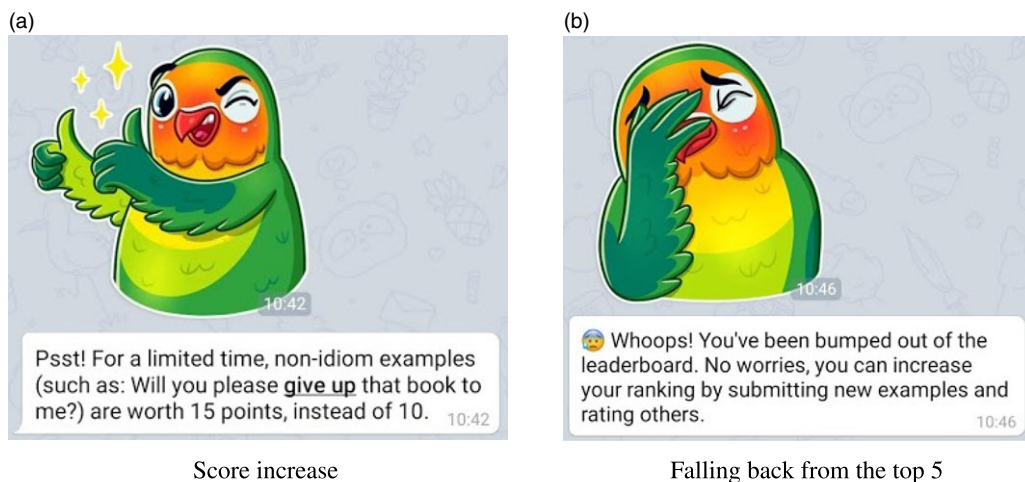 (a)
10:42
Psst! For a limited time, non-idiom examples
(such as: Will you please give up that book to
me?) are worth 15 points, instead of 10.
10:42
Score increase
(b)
10:46
😰 Whoops! You've been bumped out of the
leaderboard. No worries, you can increase
your ranking by submitting new examples and
rating others.
10:46
Falling back from the top 5